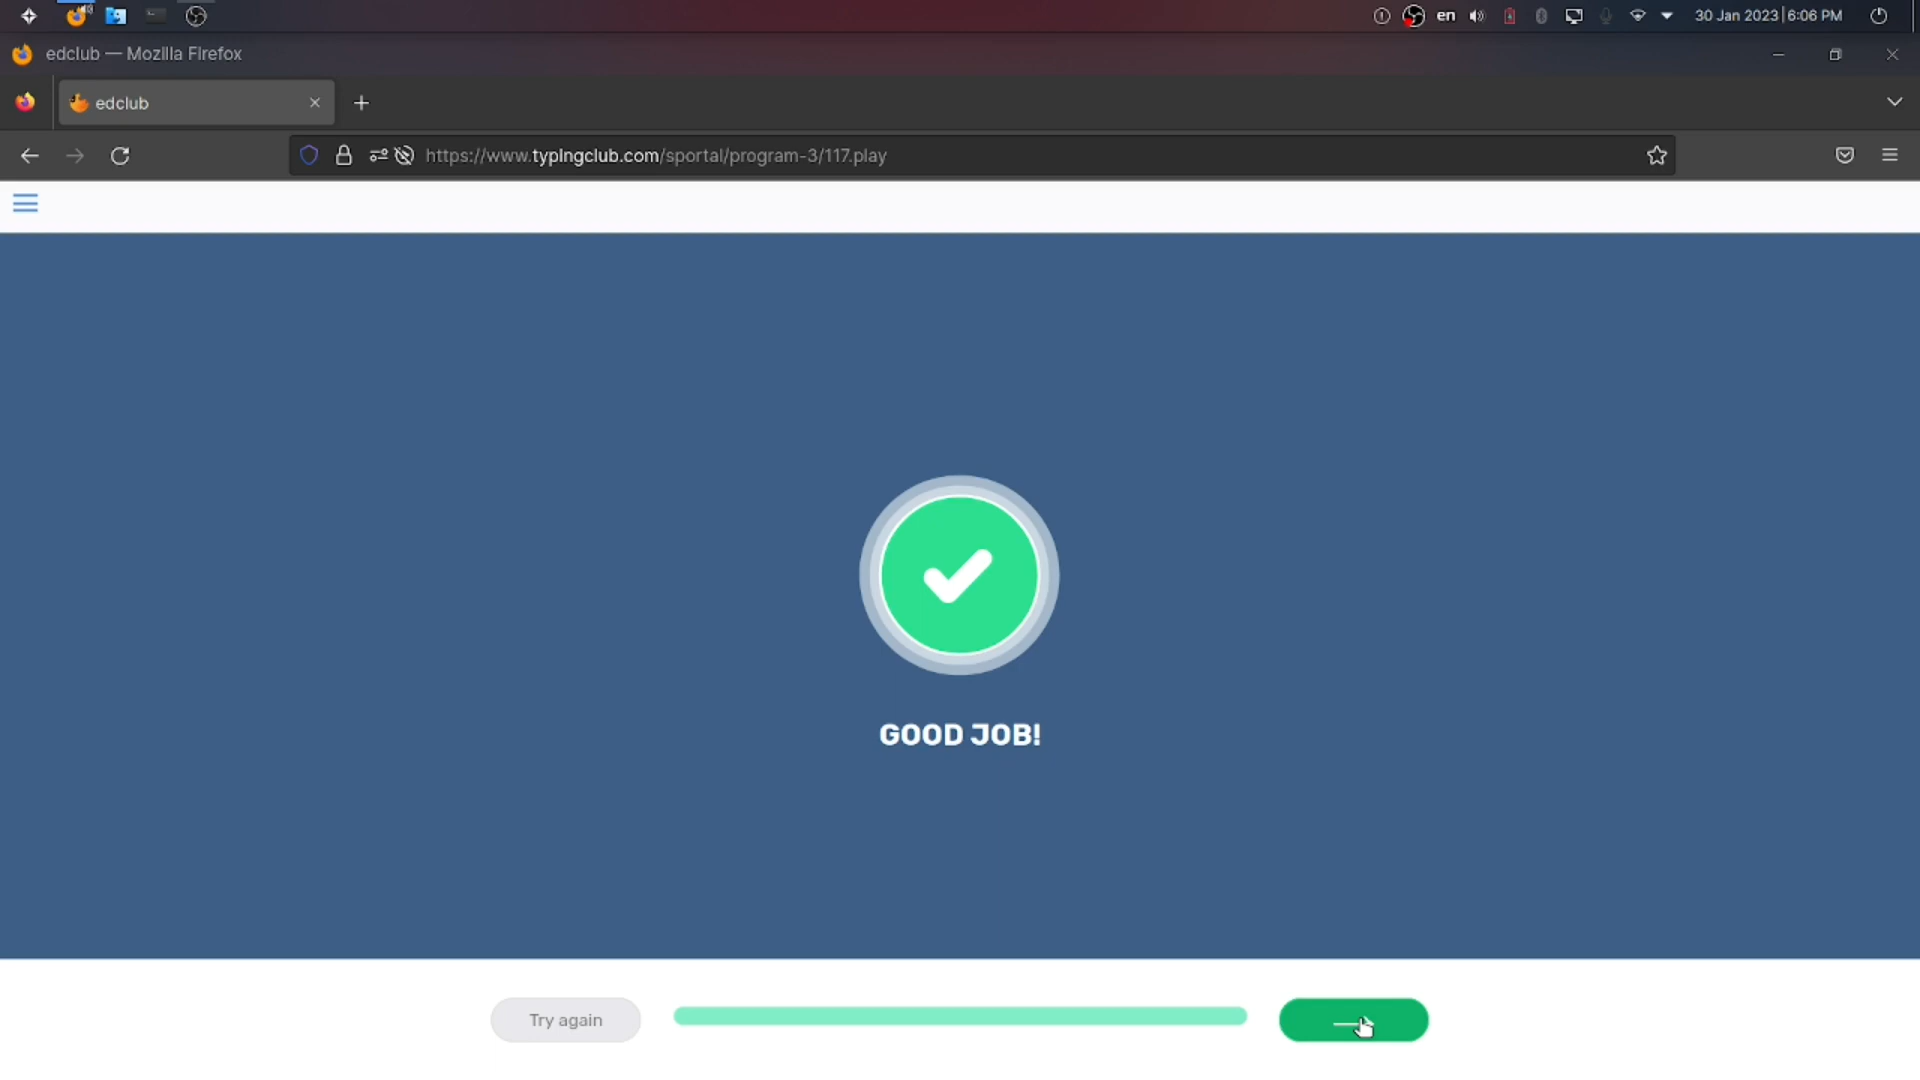 en
30 Jan 2023 6:06 PM
edclub — Mozilla Firefox
edclub
https://www.typingclub.com/sportal/program-3/117.play
GOOD JOB!
Try again